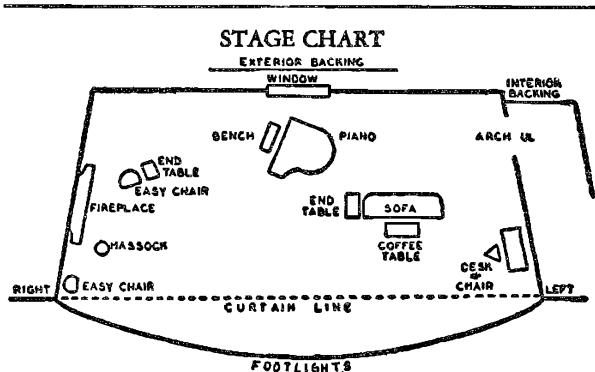 STAGE CHART
EXTERIOR BACKING
WINDOW
INTERIOR
BACKING
BENCH
PIANO
ARCH UL
END
TABLE
EASY CHAIR
FIREPLACE
END
TABLE
SOFA
HASSOCK
COFFEE
TABLE
DESK
&
CHAIR
RIGHT
EASY CHAIR
LEFT
CURTAIN LINE
FOOTLIGHTS